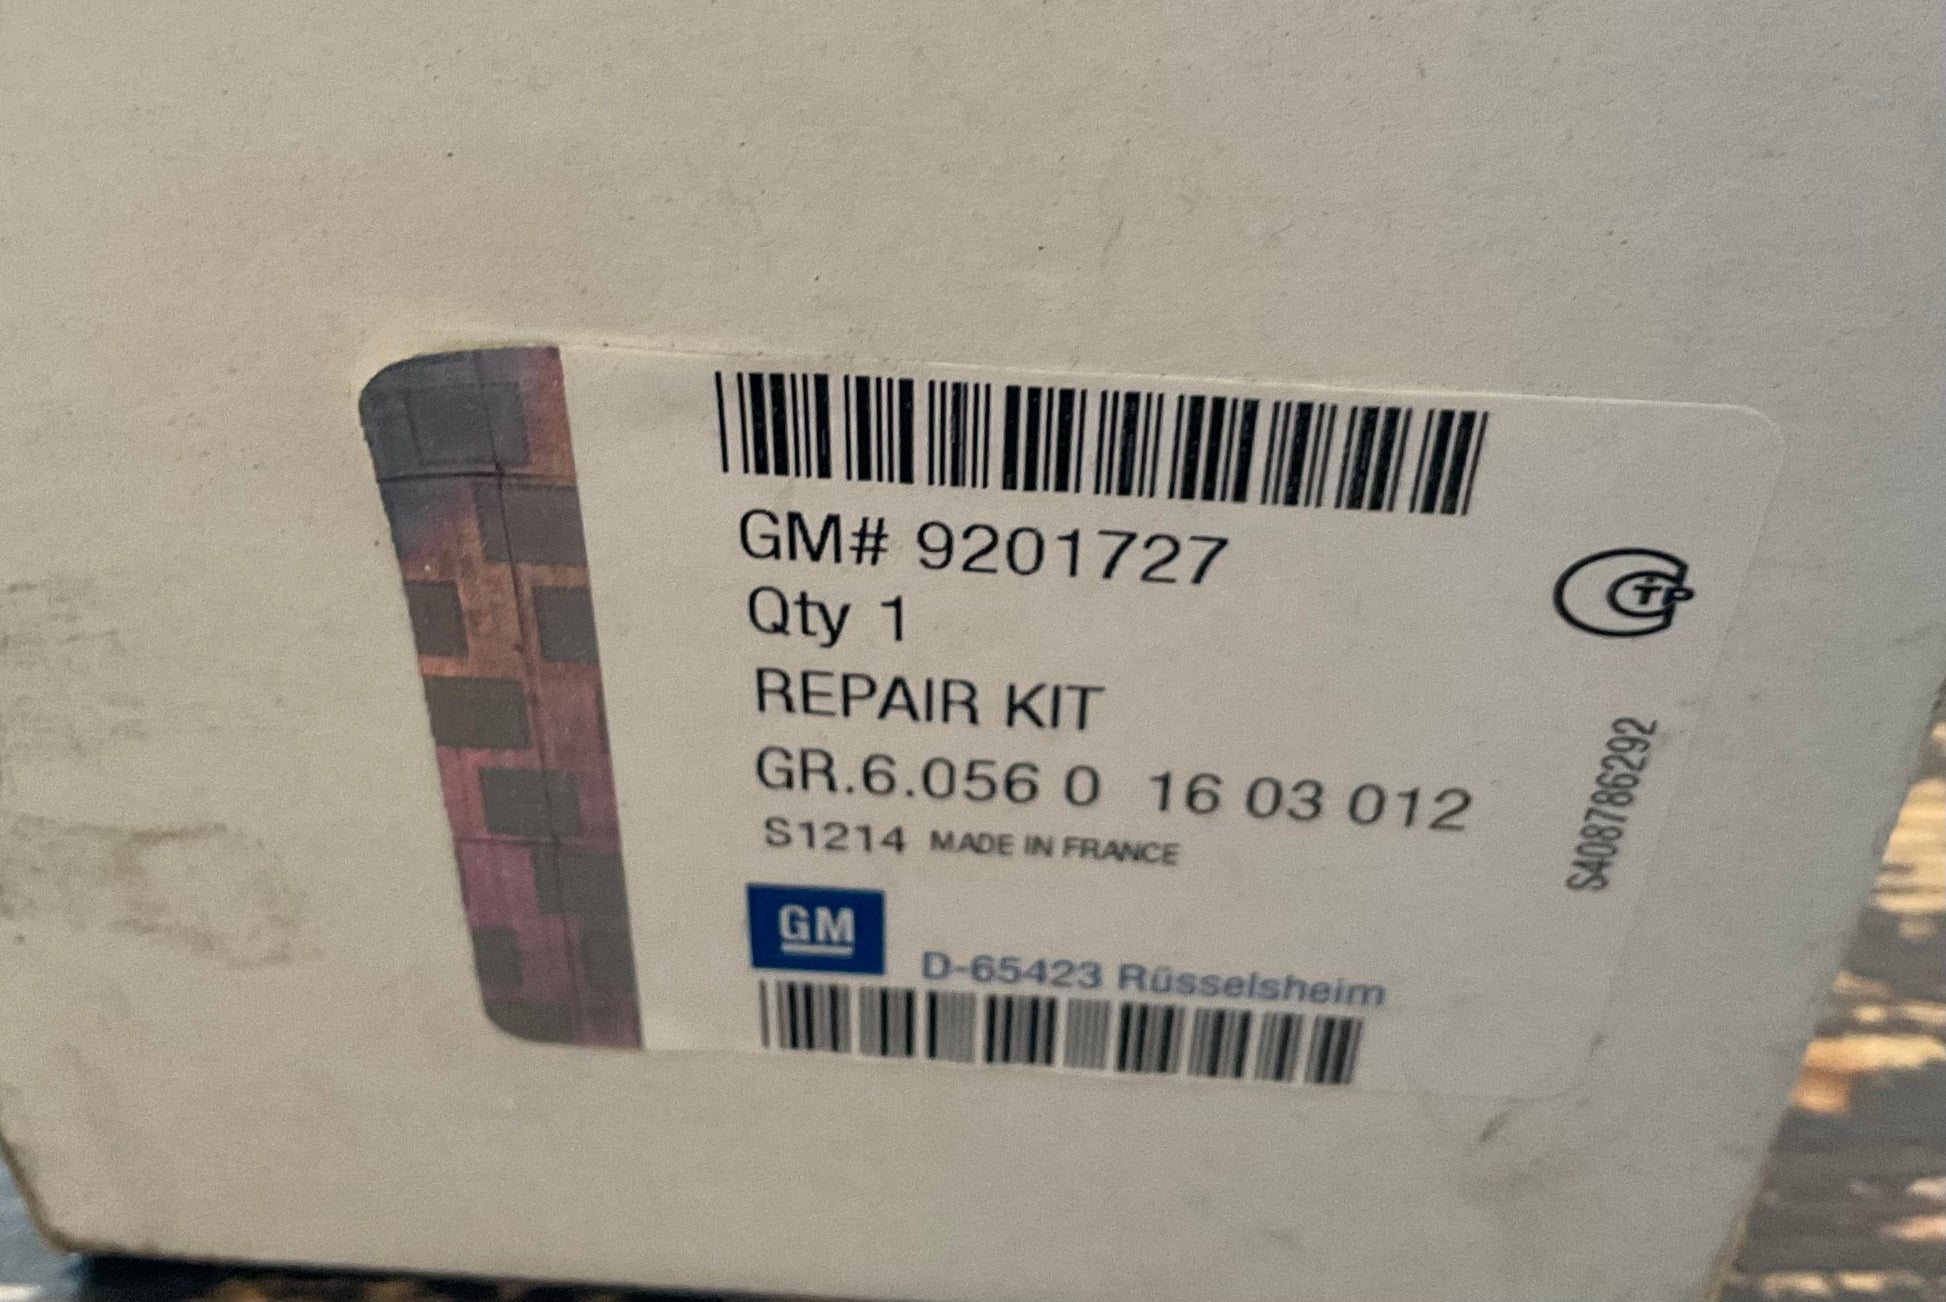 GM# 9201727
Qty 1
REPAIR KIT
GR.6.056 0 16 03 012
S1214 MADE IN FRANCE
GM
D-65423 Rüsselsheim
S408786292